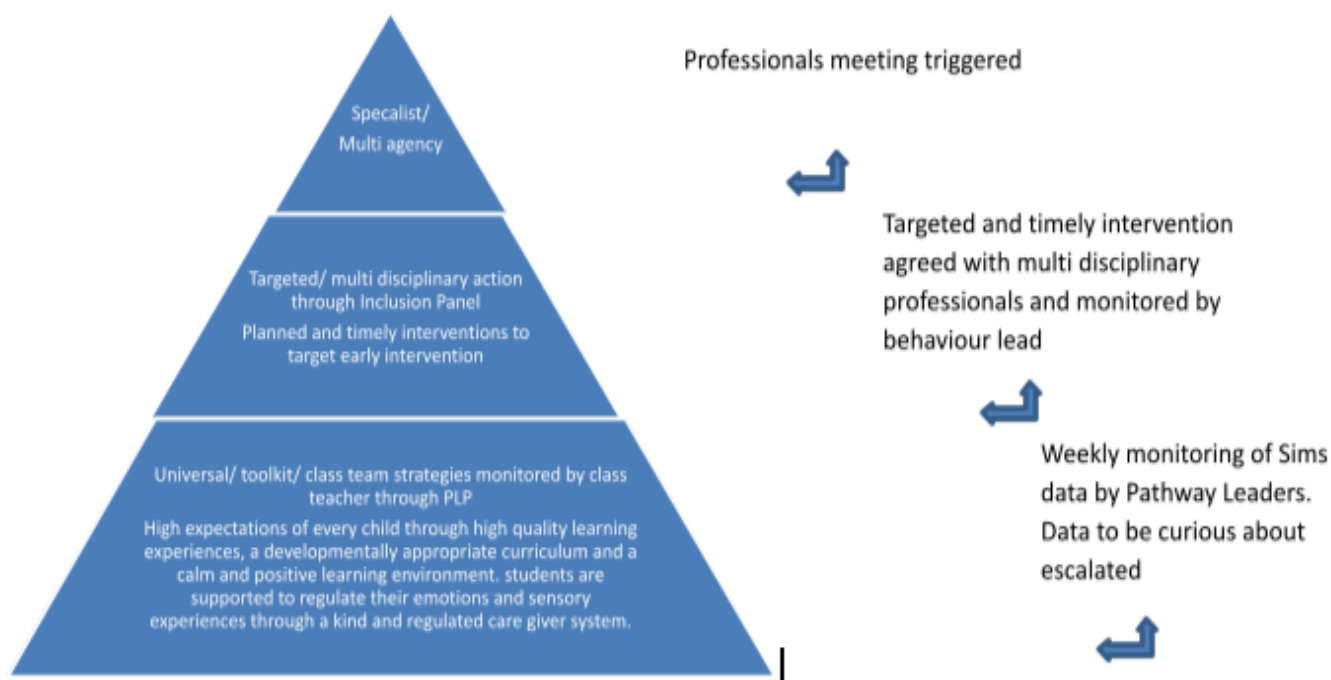 Specalist/
Multi agency
Professionals meeting triggered
Targeted/ multi disciplinary action
through Inclusion Panel
Planned and timely interventions to
target early intervention
Targeted and timely intervention
agreed with multi disciplinary
professionals and monitored by
behaviour lead
Universal/ toolkit/ class team strategies monitored by class
teacher through PLP
High expectations of every child through high quality learning
experiences, a developmentally appropriate curriculum and a
calm and positive learning environment. students are
supported to regulate their emotions and sensory
experiences through a kind and regulated care giver system.
Weekly monitoring of Sims
data by Pathway Leaders.
Data to be curious about
escalated